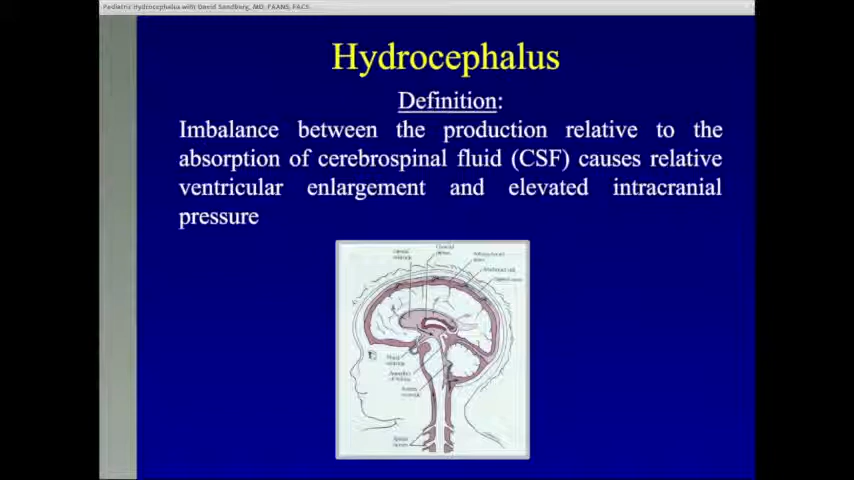 Pediatric Hydrocephalus with David Sandberg, MD, FAANS, FACS
Hydrocephalus
Definition:
Imbalance between the production relative to the
absorption of cerebrospinal fluid (CSF) causes relative
ventricular enlargement and elevated intracranial
pressure